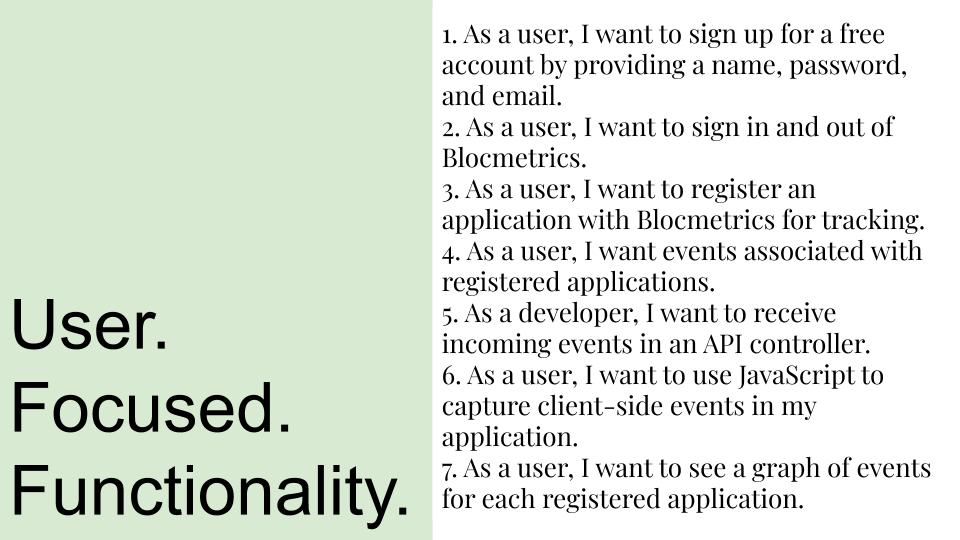 User.
Focused.
Functionality.
1. As a user, I want to sign up for a free
account by providing a name, password,
and email.
2. As a user, I want to sign in and out of
Blocmetrics.
3. As a user, I want to register an
application with Blocmetrics for tracking.
4. As a user, I want events associated with
registered applications.
5. As a developer, I want to receive
incoming events in an API controller.
6. As a user, I want to use JavaScript to
capture client-side events in my
application.
7. As a user, I want to see a graph of events
for each registered application.